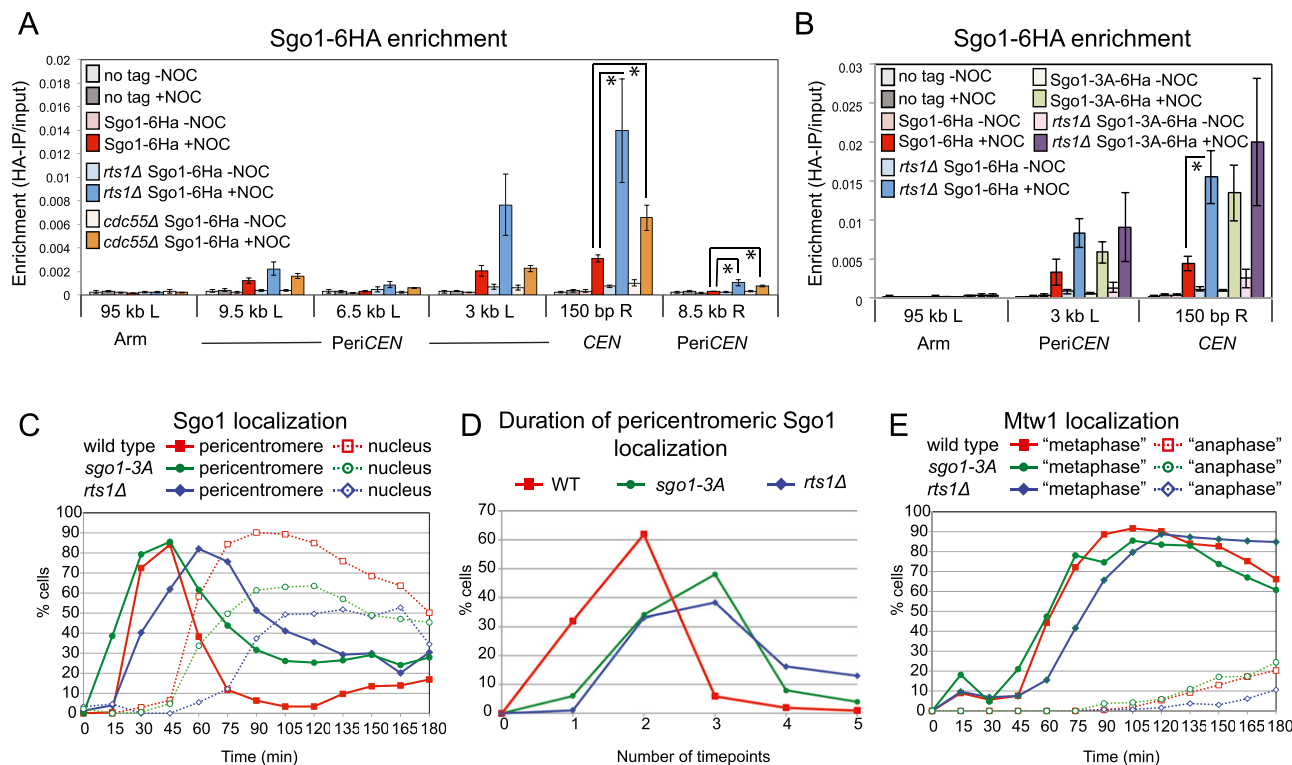 A
Sgo1-6HA enrichment
Enrichment (HA-IP/input)
0.02
0.018
0.016
0.014
0.012
0.010
0.008
0.006
0.004
0.002
0
no tag -NOC
no tag +NOC
Sgo1-6Ha -NOC
Sgo1-6Ha +NOC
rts1Δ Sgo1-6Ha -NOC
rts1Δ Sgo1-6Ha +NOC
cdc55Δ Sgo1-6Ha -NOC
cdc55Δ Sgo1-6Ha +NOC
* *
* *
95 kb L 9.5 kb L 6.5 kb L 3 kb L 150 bp R 8.5 kb R
Arm PeriCEN CEN PeriCEN
B
Sgo1-6HA enrichment
Enrichment (HA-IP/input)
0.03
0.025
0.02
0.015
0.01
0.005
0
no tag -NOC
no tag +NOC
Sgo1-6Ha -NOC
Sgo1-6Ha +NOC
rts1Δ Sgo1-6Ha -NOC
rts1Δ Sgo1-6Ha +NOC
Sgo1-3A-6Ha -NOC
Sgo1-3A-6Ha +NOC
rts1Δ Sgo1-3A-6Ha -NOC
rts1Δ Sgo1-3A-6Ha +NOC
*
95 kb L 3 kb L 150 bp R
Arm PeriCEN CEN
C
Sgo1 localization
wild type pericentromere nucleus
sgo1-3A pericentromere nucleus
rts1Δ pericentromere nucleus
% cells
100
90
80
70
60
50
40
30
20
10
0
0 15 30 45 60 75 90 105 120 135 150 165 180
Time (min)
D
Duration of pericentromeric Sgo1
localization
WT sgo1-3A rts1Δ
% cells
70
60
50
40
30
20
10
0
0 1 2 3 4 5
Number of timepoints
E
Mtw1 localization
wild type “metaphase” “anaphase”
sgo1-3A “metaphase” “anaphase”
rts1Δ “metaphase” “anaphase”
% cells
100
90
80
70
60
50
40
30
20
10
0
0 15 30 45 60 75 90 105 120 135 150 165 180
Time (min)